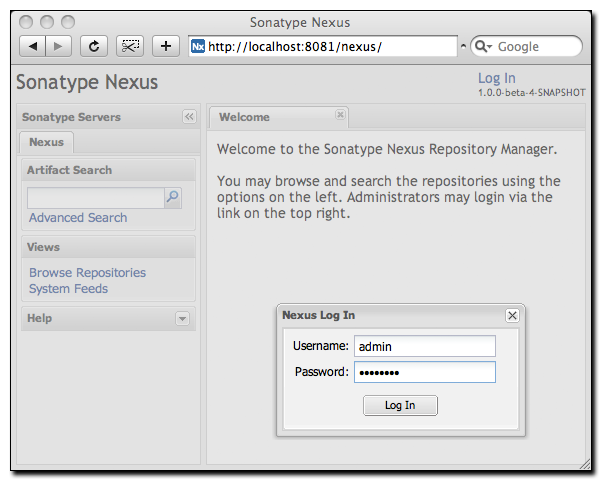 Sonatype Nexus
Nx http://localhost:8081/nexus/
Google
Sonatype Nexus
Log In
1.0.0-beta-4-SNAPSHOT
Sonatype Servers
Nexus
Artifact Search
Advanced Search
Views
Browse Repositories
System Feeds
Help
Welcome
Welcome to the Sonatype Nexus Repository Manager.
You may browse and search the repositories using the
options on the left. Administrators may login via the
link on the top right.
Nexus Log In
Username: admin
Password: ••••••••
Log In